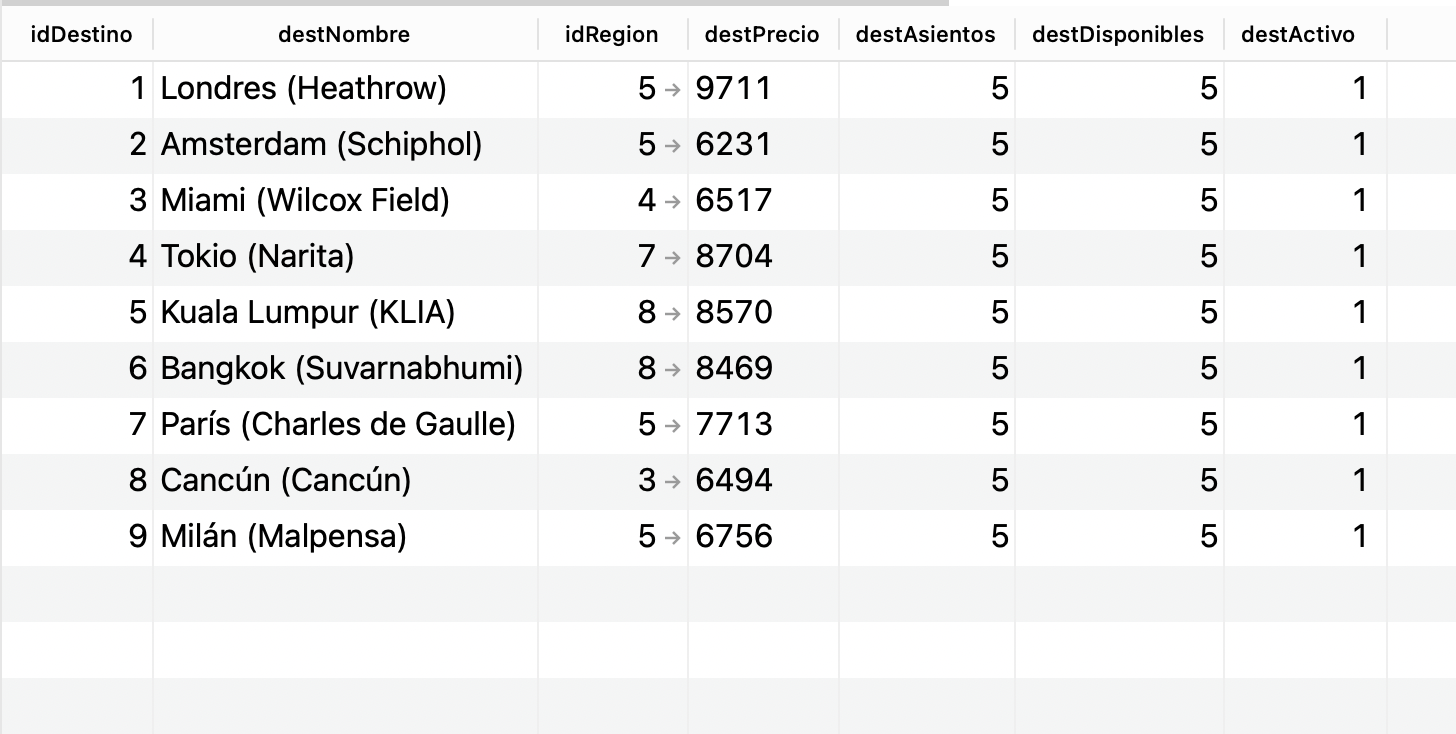 idDestino destNombre idRegion destPrecio destAsientos destDisponibles destActivo
1 Londres (Heathrow) 5 → 9711 5 5 1
2 Amsterdam (Schiphol) 5 → 6231 5 5 1
3 Miami (Wilcox Field) 4 → 6517 5 5 1
4 Tokio (Narita) 7 → 8704 5 5 1
5 Kuala Lumpur (KLIA) 8 → 8570 5 5 1
6 Bangkok (Suvarnabhumi) 8 → 8469 5 5 1
7 París (Charles de Gaulle) 5 → 7713 5 5 1
8 Cancún (Cancún) 3 → 6494 5 5 1
9 Milán (Malpensa) 5 → 6756 5 5 1